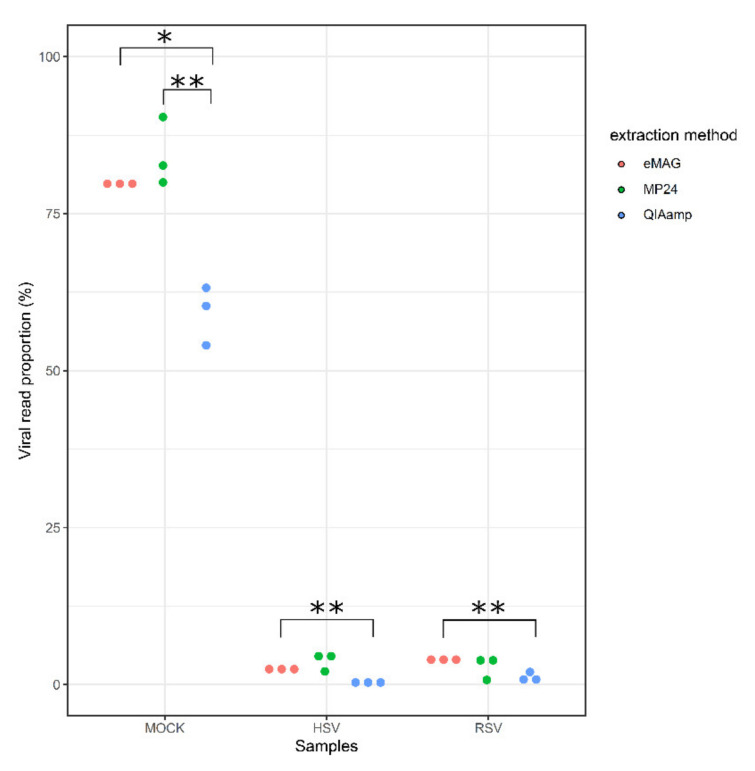 *
100
**
extraction method
eMAG
MP24
QIAamp
75
Viral read proportion (%)
50
25
**
**
0
MOCK
HSV
RSV
Samples